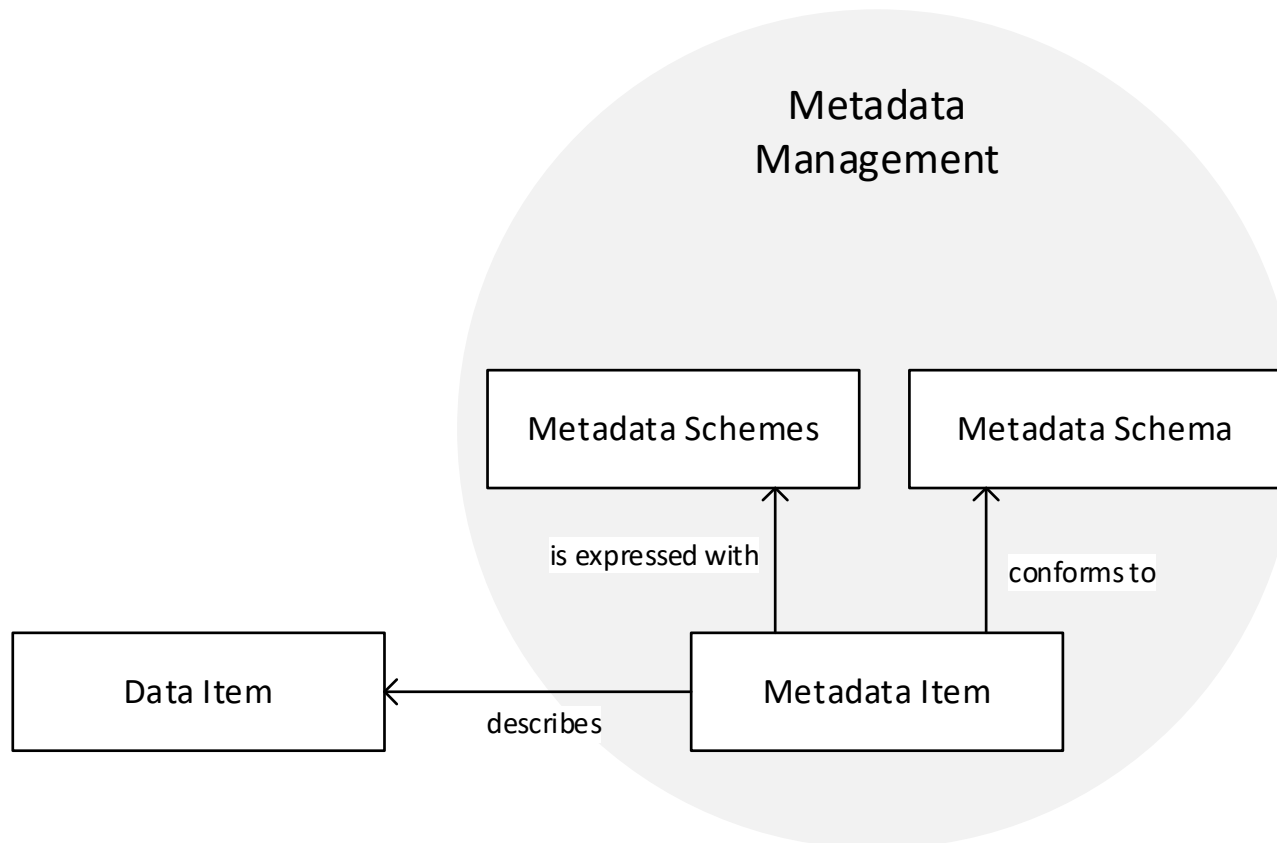 Metadata
Management
Metadata Schemes
Metadata Schema
is expressed with
conforms to
Data Item
Metadata Item
describes